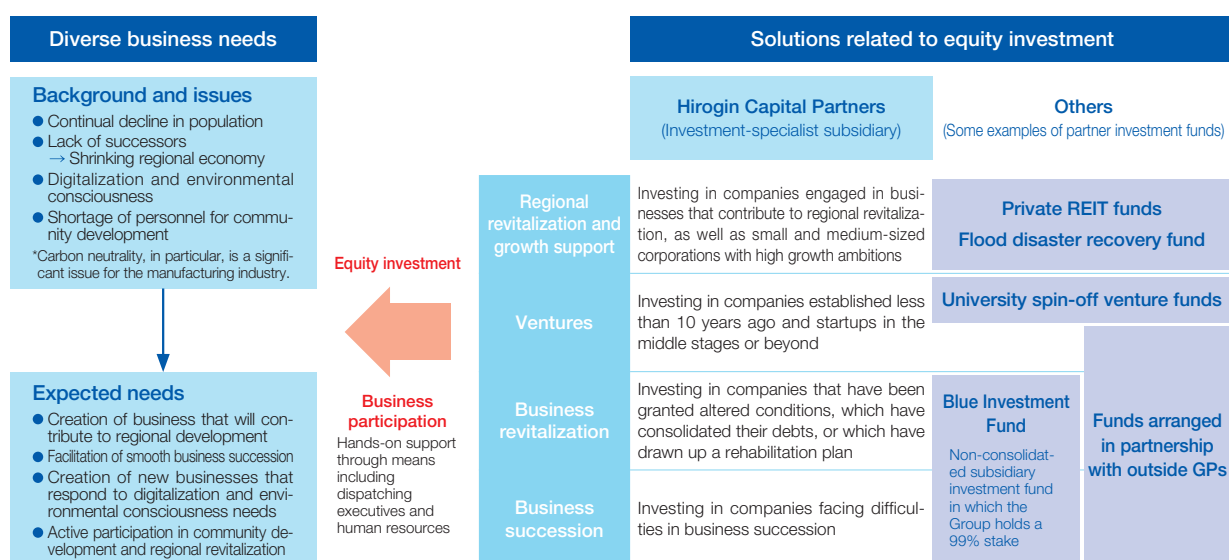 Diverse business needs
Background and issues
● Continual decline in population
● Lack of successors
→ Shrinking regional economy
● Digitalization and environmental
consciousness
● Shortage of personnel for commu-
nity development
*Carbon neutrality, in particular, is a signifi-
cant issue for the manufacturing industry.
Expected needs
● Creation of business that will con-
tribute to regional development
● Facilitation of smooth business succession
● Creation of new businesses that
respond to digitalization and envi-
ronmental consciousness needs
● Active participation in community de-
velopment and regional revitalization
Equity investment
Business
participation
Hands-on support
through means
including
dispatching
executives and
human resources
Solutions related to equity investment
Hirogin Capital Partners
(Investment-specialist subsidiary)
Others
(Some examples of partner investment funds)
Regional
revitalization and
growth support
Investing in companies engaged in busi-
nesses that contribute to regional revitaliza-
tion, as well as small and medium-sized
corporations with high growth ambitions
Private REIT funds
Flood disaster recovery fund
Ventures
Investing in companies established less
than 10 years ago and startups in the
middle stages or beyond
University spin-off venture funds
Business
revitalization
Investing in companies that have been
granted altered conditions, which have
consolidated their debts, or which have
drawn up a rehabilitation plan
Business
succession
Investing in companies facing difficul-
ties in business succession
Blue Investment
Fund
Non-consolidat-
ed subsidiary
investment fund
in which the
Group holds a
99% stake
Funds arranged
in partnership
with outside GPs